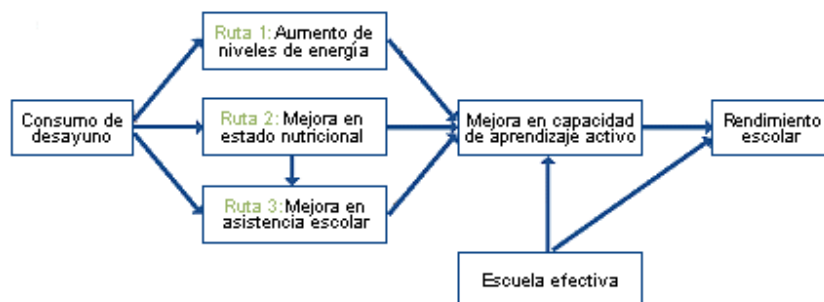 Ruta 1: Aumento de
niveles de energía
Consumo de
desayuno
Ruta 2: Mejora en
estado nutricional
Mejora en capacidad
de aprendizaje activo
Rendimiento
escolar
Ruta 3: Mejora en
asistencia escolar
Escuela efectiva